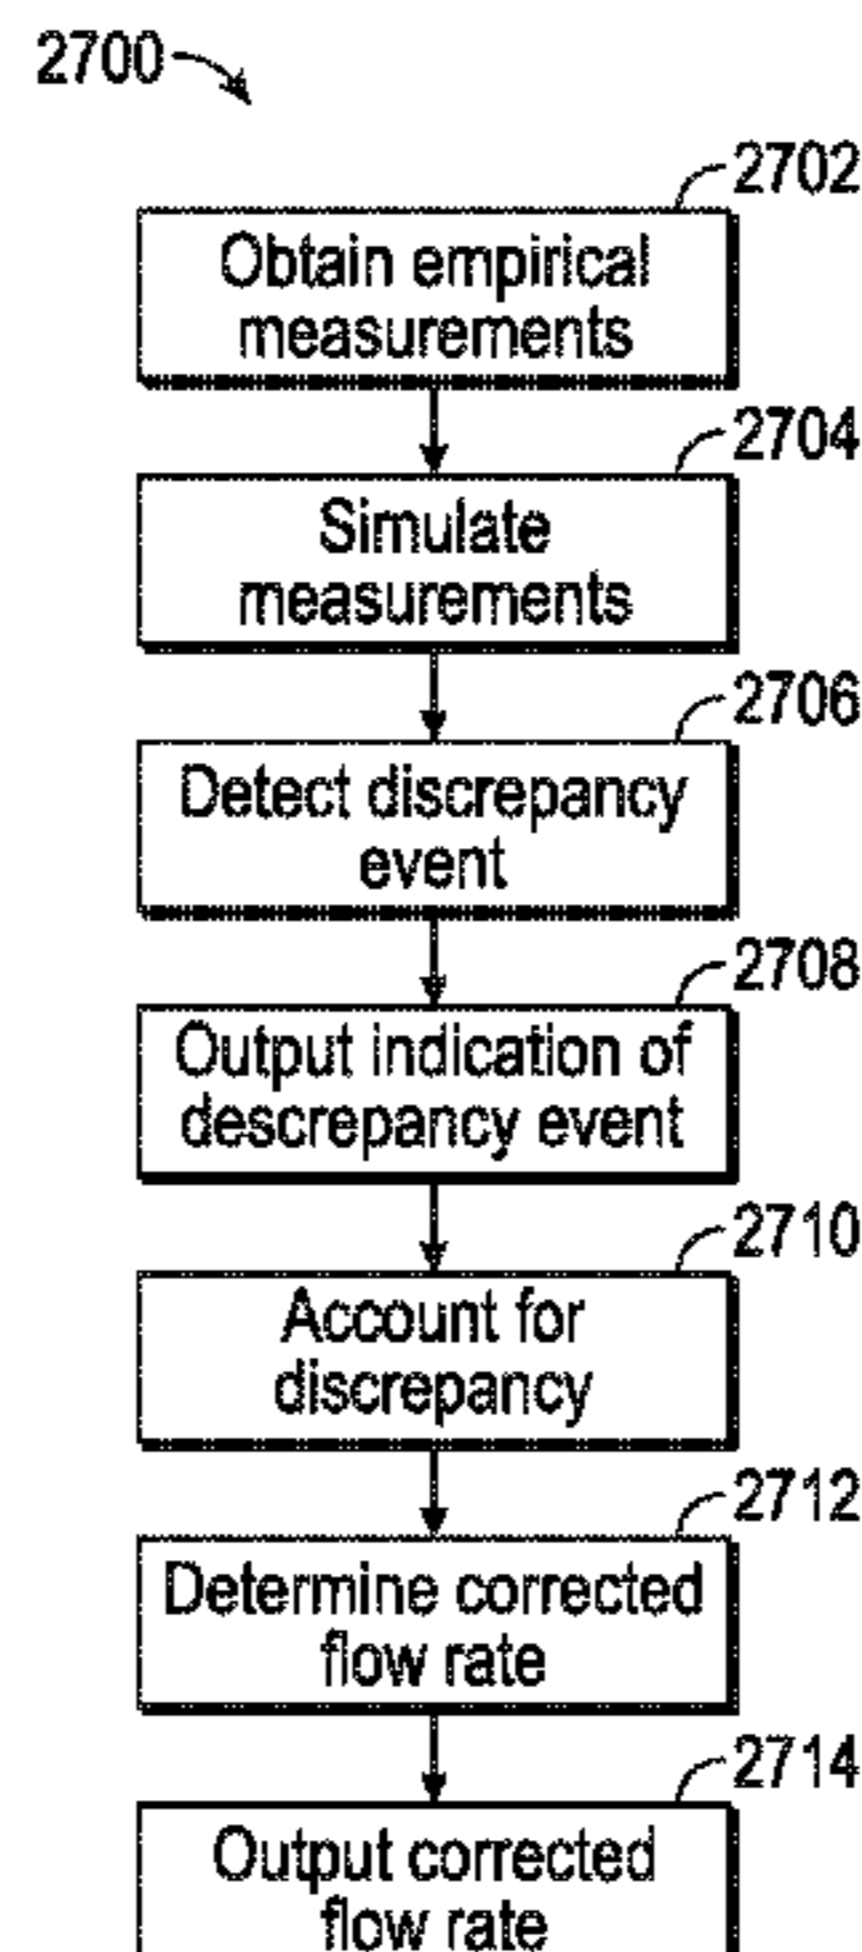 2700
2702
Obtain empirical
measurements
2704
Simulate
measurements
2706
Detect discrepancy
event
2708
Output indication of
descrepancy event
2710
Account for
discrepancy
2712
Determine corrected
flow rate
2714
Output corrected
flow rate